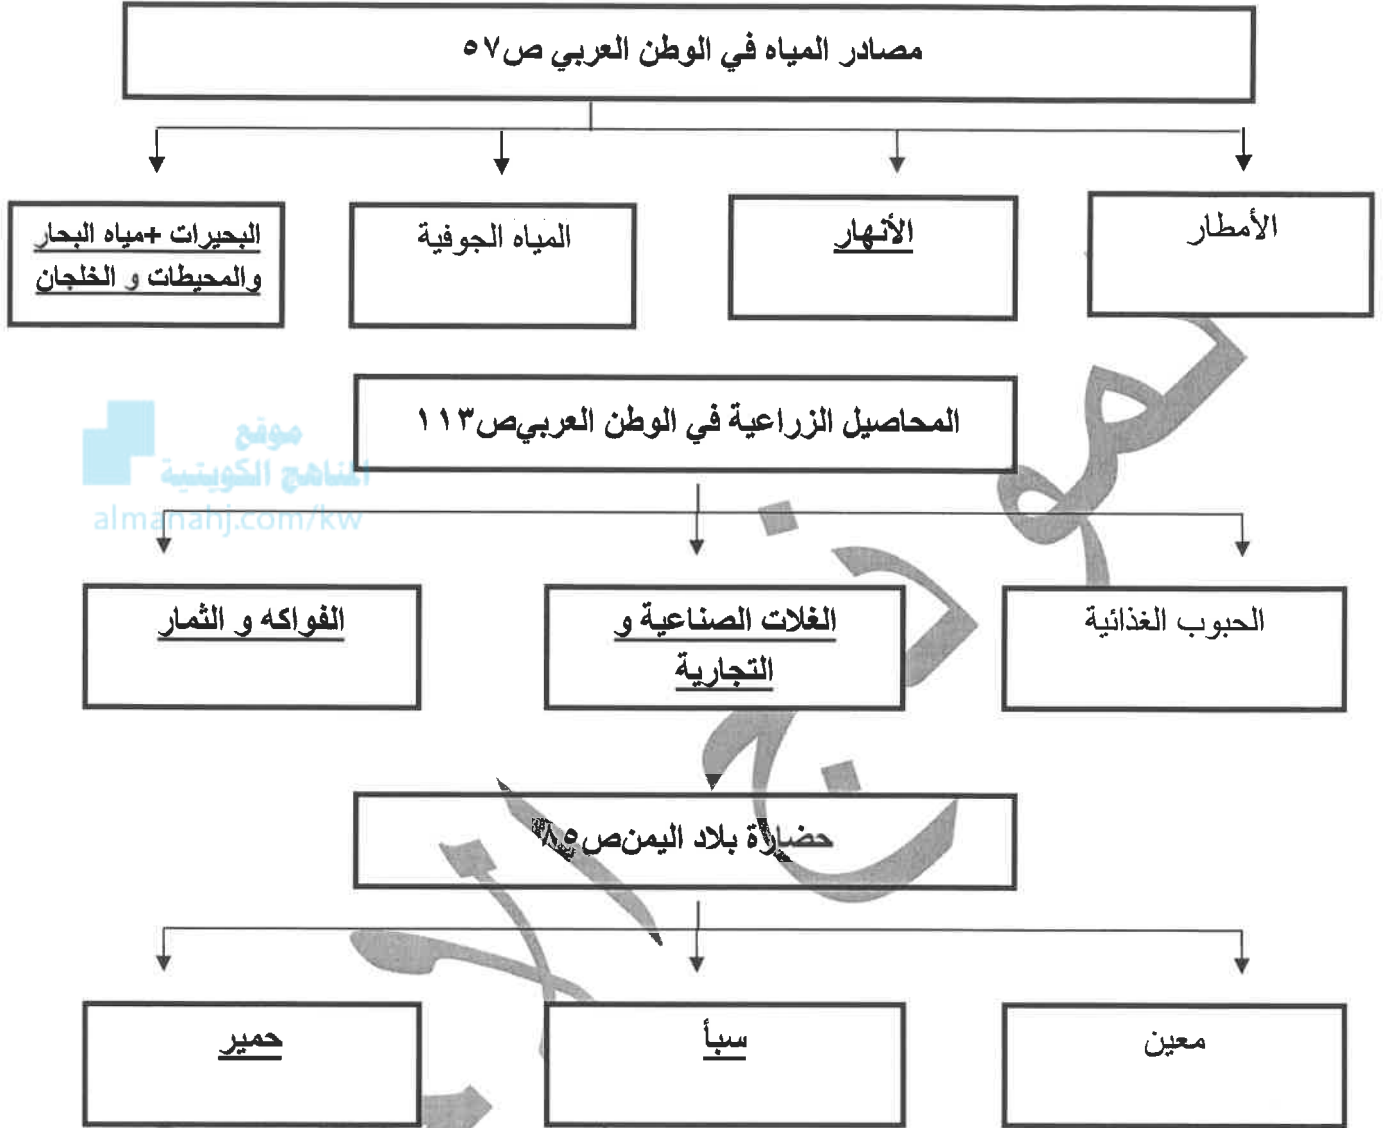 مصادر المياه في الوطن العربي ص٥٧
الأمطار
الأنهار
المياه الجوفية
البحيرات +مياه البحار
والمحيطات و الخلجان
المحاصيل الزراعية في الوطن العربيص١١٣
موقع
المناهج الكويتية
almanahj.com/kw
الحبوب الغذائية
الغلات الصناعية و
التجارية
الفواكه و الثمار
حضارة بلاد اليمنص٨٥
معين
سبأ
حمير